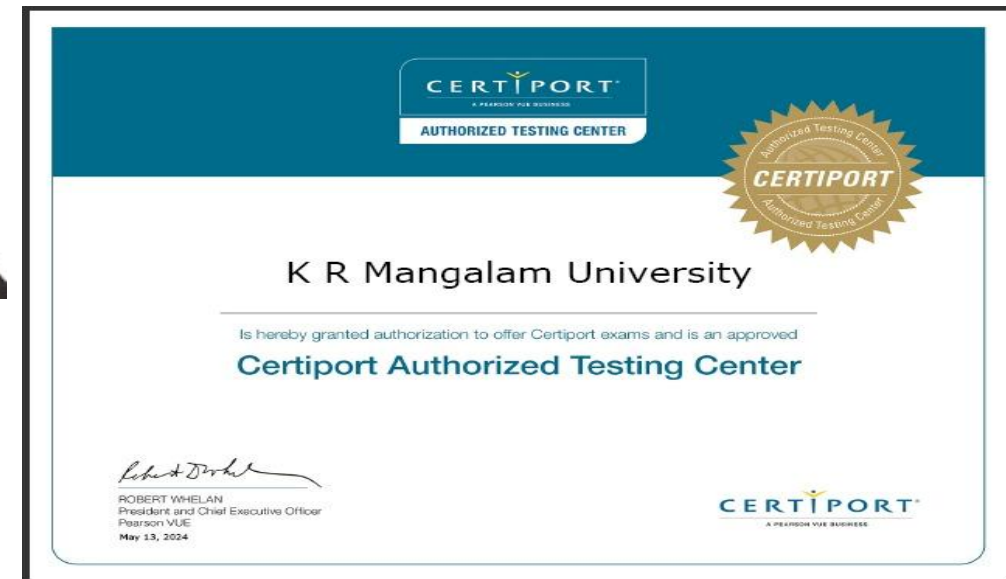 CERTIPORT
A PEARSON VUE BUSINESS
AUTHORIZED TESTING CENTER
Authorized Testing Center
CERTIPORT
Authorized Testing Center
K R Mangalam University
Is hereby granted authorization to offer Certiport exams and is an approved
Certiport Authorized Testing Center
Robert Whelan
ROBERT WHELAN
President and Chief Executive Officer
Pearson VUE
May 13, 2024
CERTIPORT
A PEARSON VUE BUSINESS